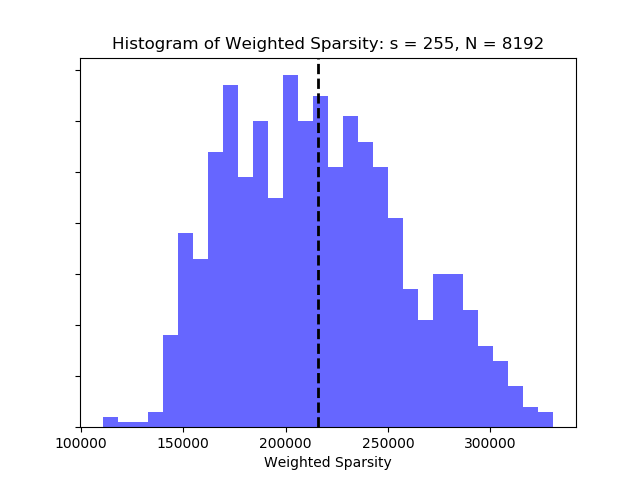 Histogram of Weighted Sparsity: s = 255, N = 8192
100000 150000 200000 250000 300000
Weighted Sparsity